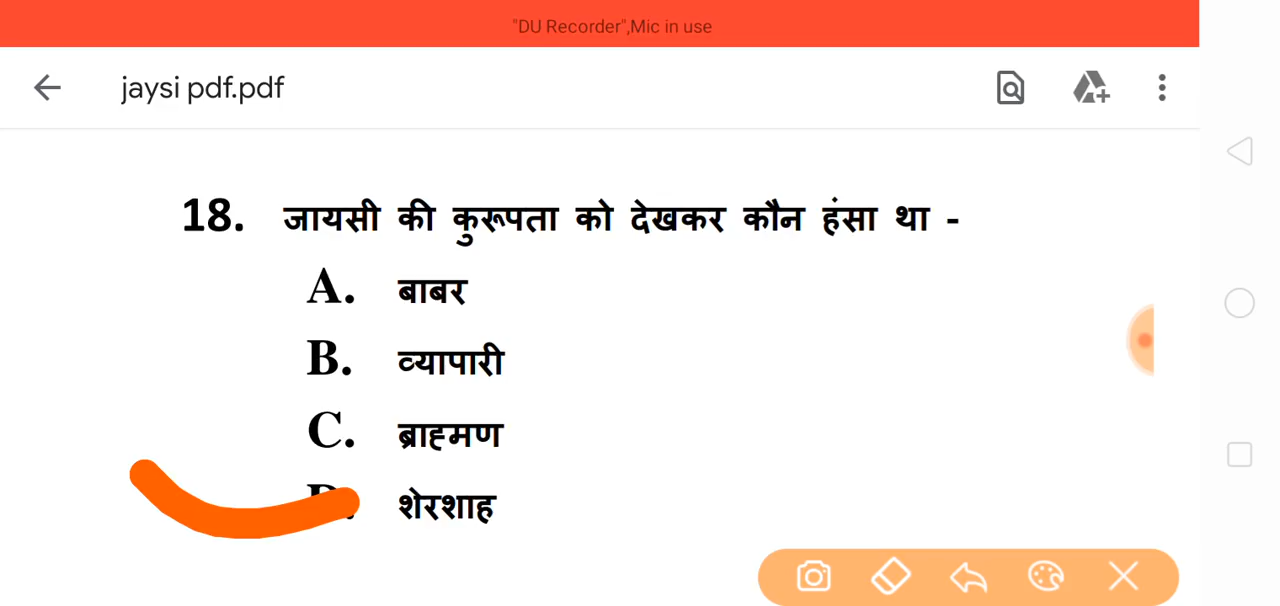 "DU Recorder",Mic in use
jaysi pdf.pdf
18. जायसी की कुरूपता को देखकर कौन हंसा था -
A. बाबर
B. व्यापारी
C. ब्राह्मण
D. शेरशाह